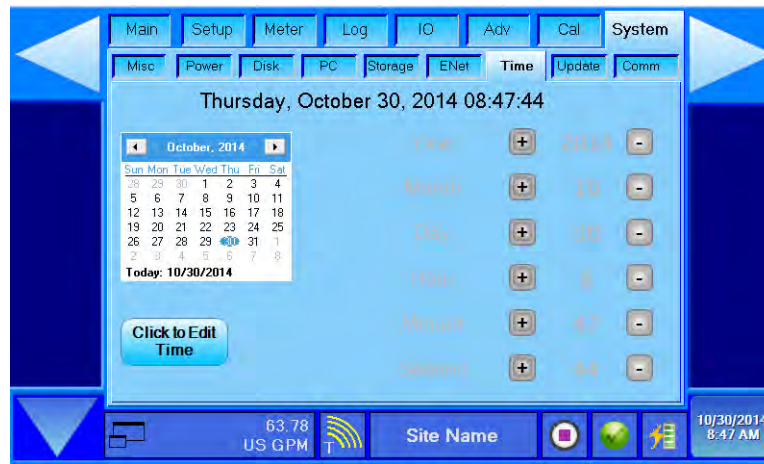 Main Setup Meter Log IO Adv Cal System
Misc Power Disk PC Storage ENet Time Update Comm
Thursday, October 30, 2014 08:47:44
October, 2014
Sun Mon Tue Wed Thu Fri Sat
28 29 30 1 2 3 4
5 6 7 8 9 10 11
12 13 14 15 16 17 18
19 20 21 22 23 24 25
26 27 28 29 30 31 1
2 3 4 5 6 7 8
Today: 10/30/2014
Click to Edit
Time
Year + 2014 -
Month + 10 -
Day + 30 -
Hour + 8 -
Minute + 47 -
Second + 44 -
63.78
US GPM
T
Site Name
10/30/2014
8:47 AM